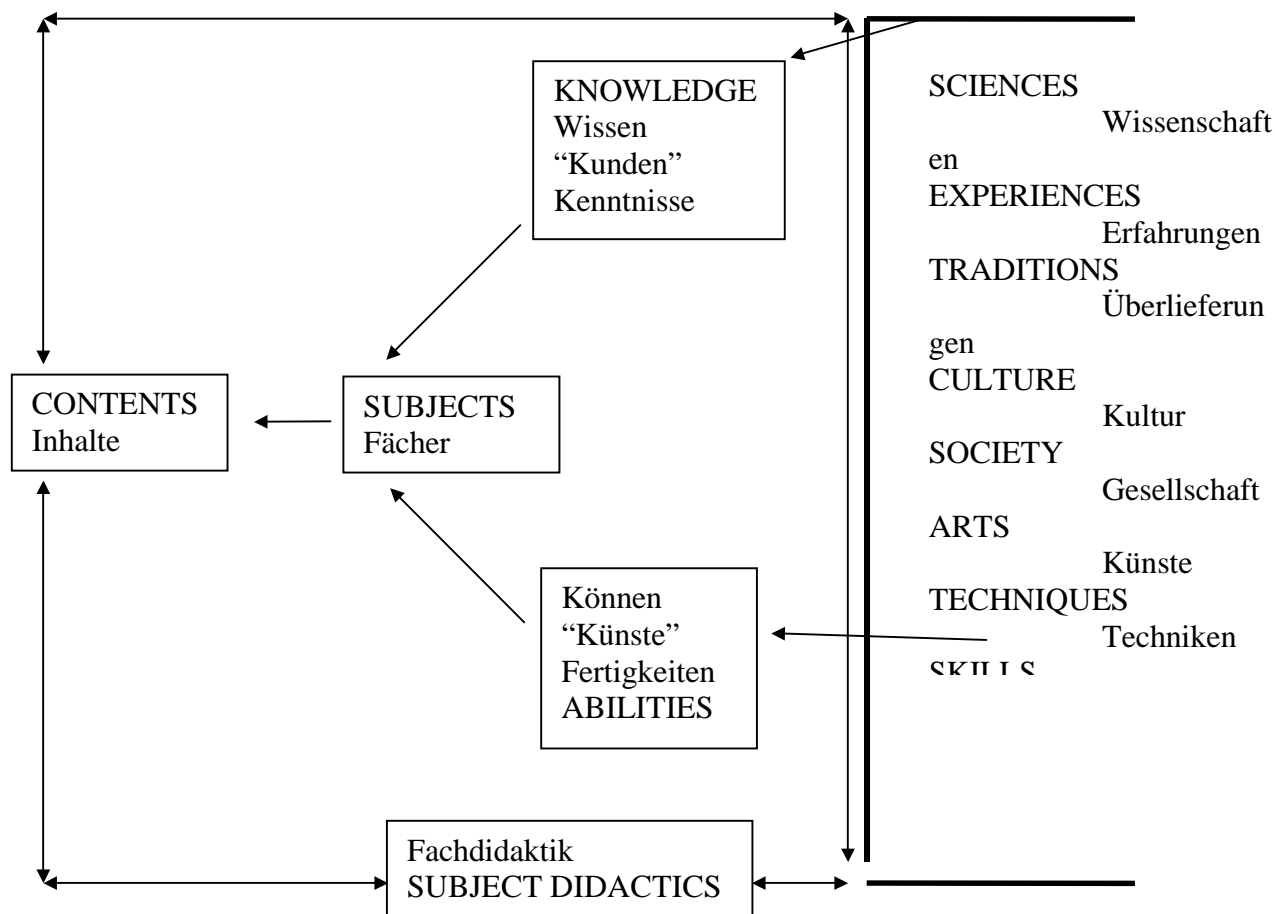 KNOWLEDGE
Wissen
“Kunden”
Kenntnisse
CONTENTS
Inhalte
SUBJECTS
Fächer
Können
“Künste”
Fertigkeiten
ABILITIES
Fachdidaktik
SUBJECT DIDACTICS
SCIENCES
Wissenschaft
en
EXPERIENCES
Erfahrungen
TRADITIONS
Überlieferun
gen
CULTURE
Kultur
SOCIETY
Gesellschaft
ARTS
Künste
TECHNIQUES
Techniken
SKILLS